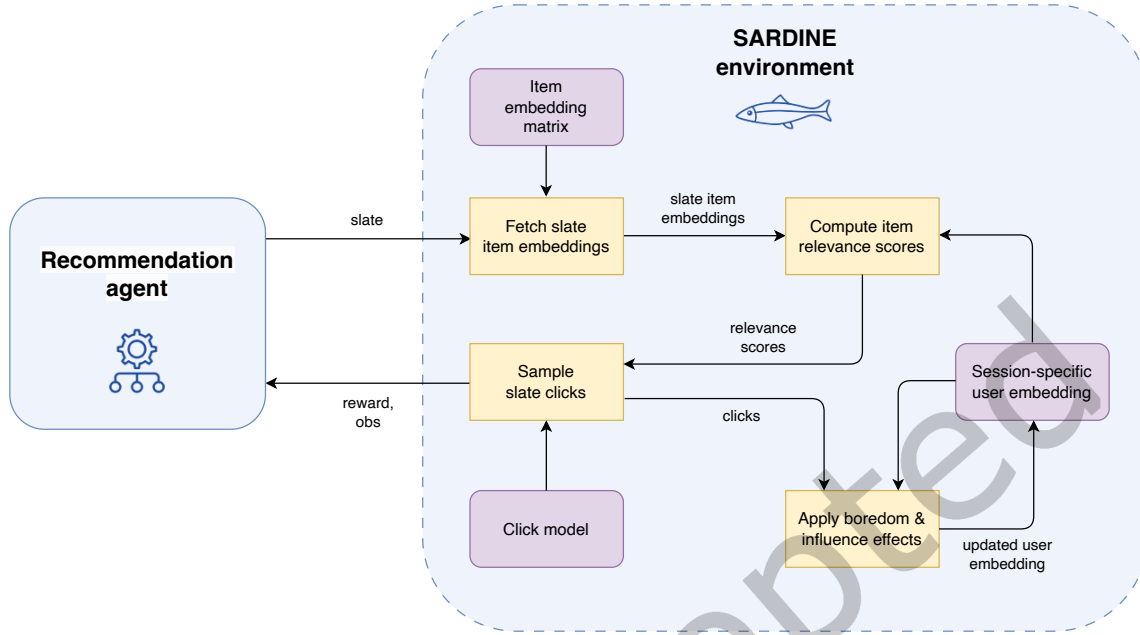 SARDINE
environment
Item
embedding
matrix
slate
Fetch slate
item embeddings
slate item
embeddings
Compute item
relevance scores
Recommendation
agent
relevance
scores
Sample
slate clicks
reward,
obs
clicks
Session-specific
user embedding
Click model
Apply boredom &
influence effects
updated user
embedding
pted